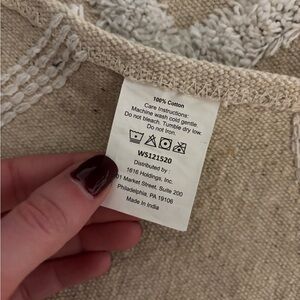 100% Cotton
Care Instructions:
Machine wash cold gentle.
Do not bleach. Tumble dry low.
Do not iron.
WS121520
Distributed by :
1616 Holdings, Inc.
01 Market Street, Suite 200
Philadelphia, PA 19106
Made In India